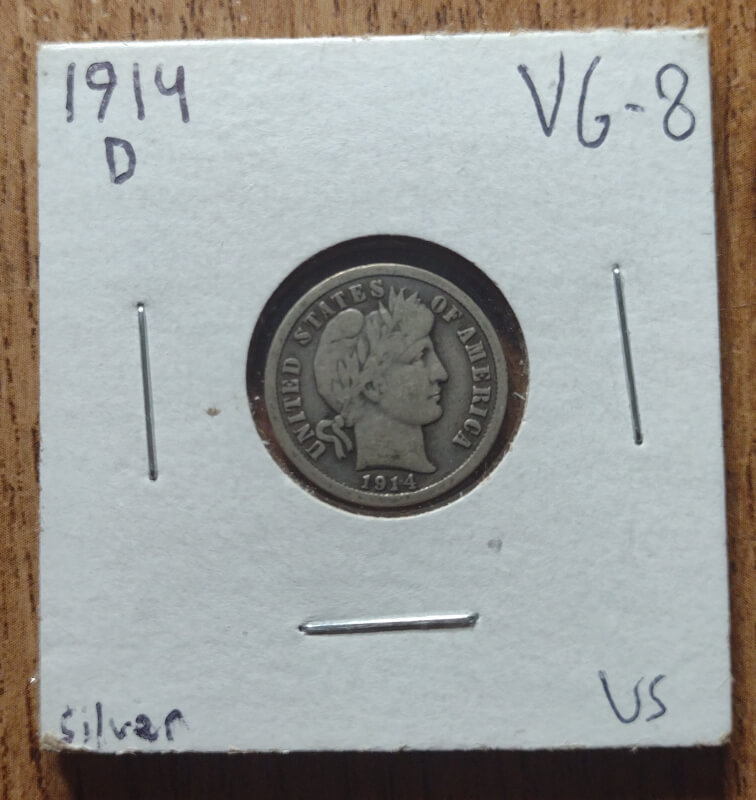 1914 VG-8
D
UNITED STATES OF AMERICA
1914
silver US